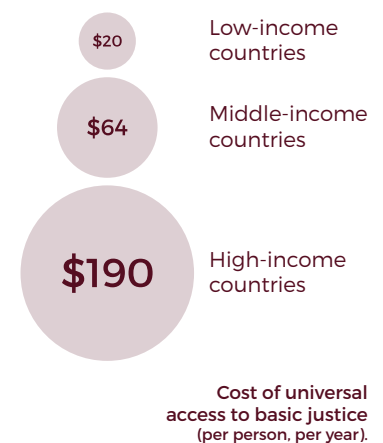 $20
Low-income
countries
$64
Middle-income
countries
$190
High-income
countries
Cost of universal
access to basic justice
(per person, per year).